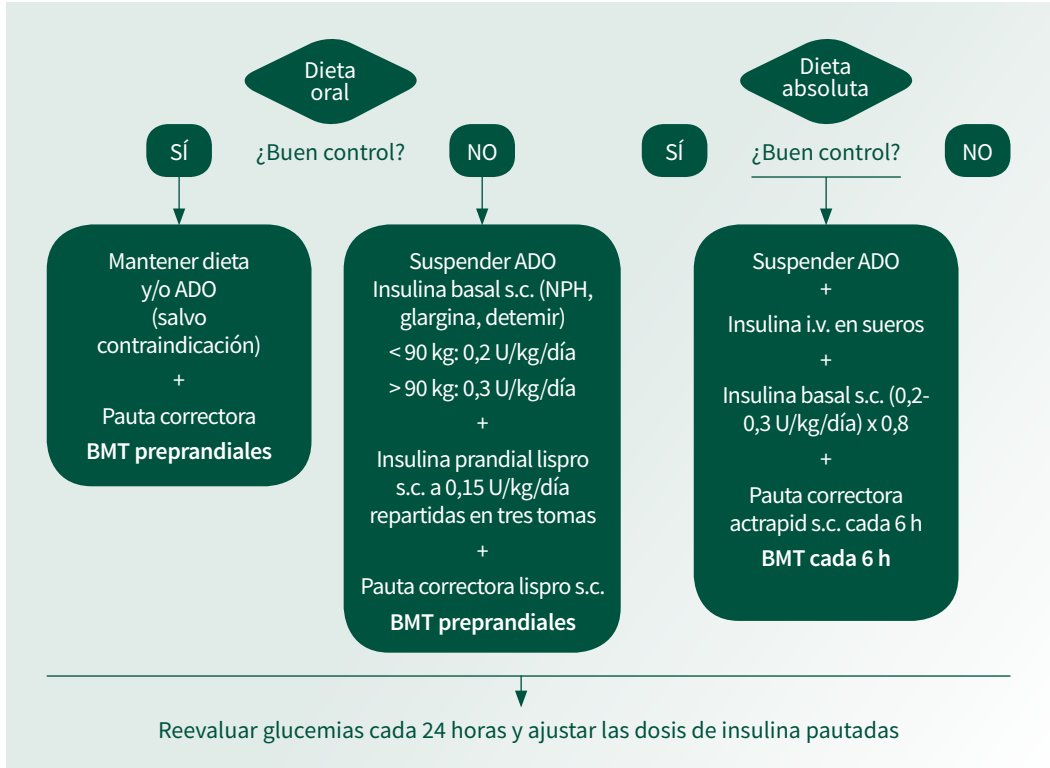 Dieta
oral
Dieta
absoluta
SÍ
¿Buen control?
NO
SÍ
¿Buen control?
NO
Mantener dieta
y/o ADO
(salvo
contraindicación)
+
Pauta correctora
BMT preprandiales
Suspender ADO
Insulina basal s.c. (NPH,
glargina, detemir)
< 90 kg: 0,2 U/kg/día
> 90 kg: 0,3 U/kg/día
+
Insulina prandial lispro
s.c. a 0,15 U/kg/día
repartidas en tres tomas
+
Pauta correctora lispro s.c.
BMT preprandiales
Suspender ADO
+
Insulina i.v. en sueros
+
Insulina basal s.c. (0,2-
0,3 U/kg/día) x 0,8
+
Pauta correctora
actrapid s.c. cada 6 h
BMT cada 6 h
Reevaluar glucemias cada 24 horas y ajustar las dosis de insulina pautadas